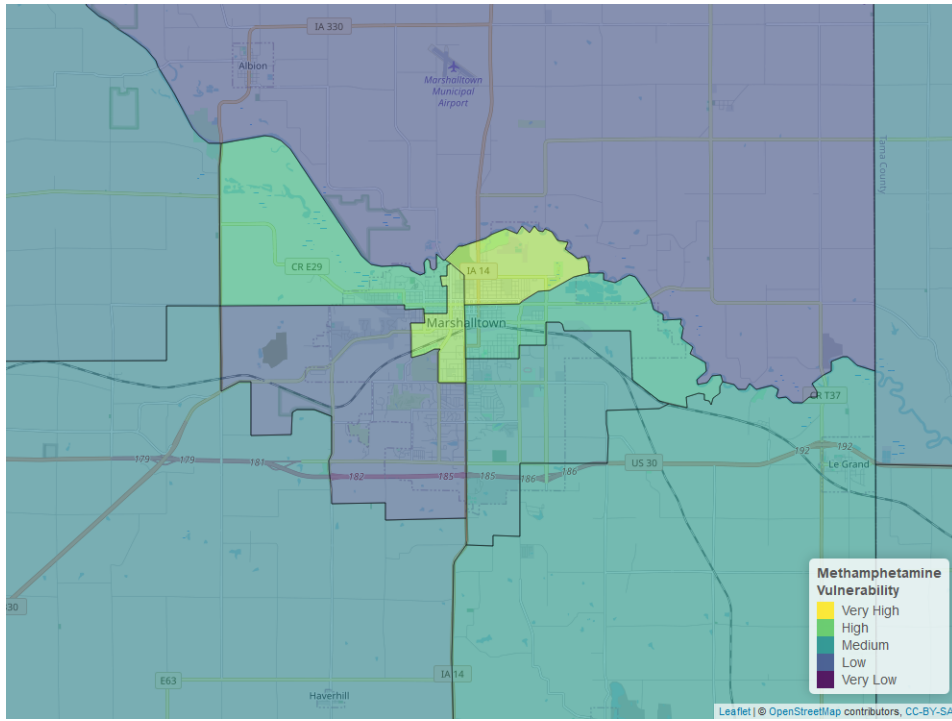 IA 330
Albion
Marshalltown
Municipal
Airport
Tama County
CR E29
IA 14
Marshalltown
CR T37
179
179
181
182
185
185
186
186
US 30
192
192
Le Grand
330
E63
IA 14
Haverhill
Methamphetamine
Vulnerability
Very High
High
Medium
Low
Very Low
Leaflet | © OpenStreetMap contributors, CC-BY-SA